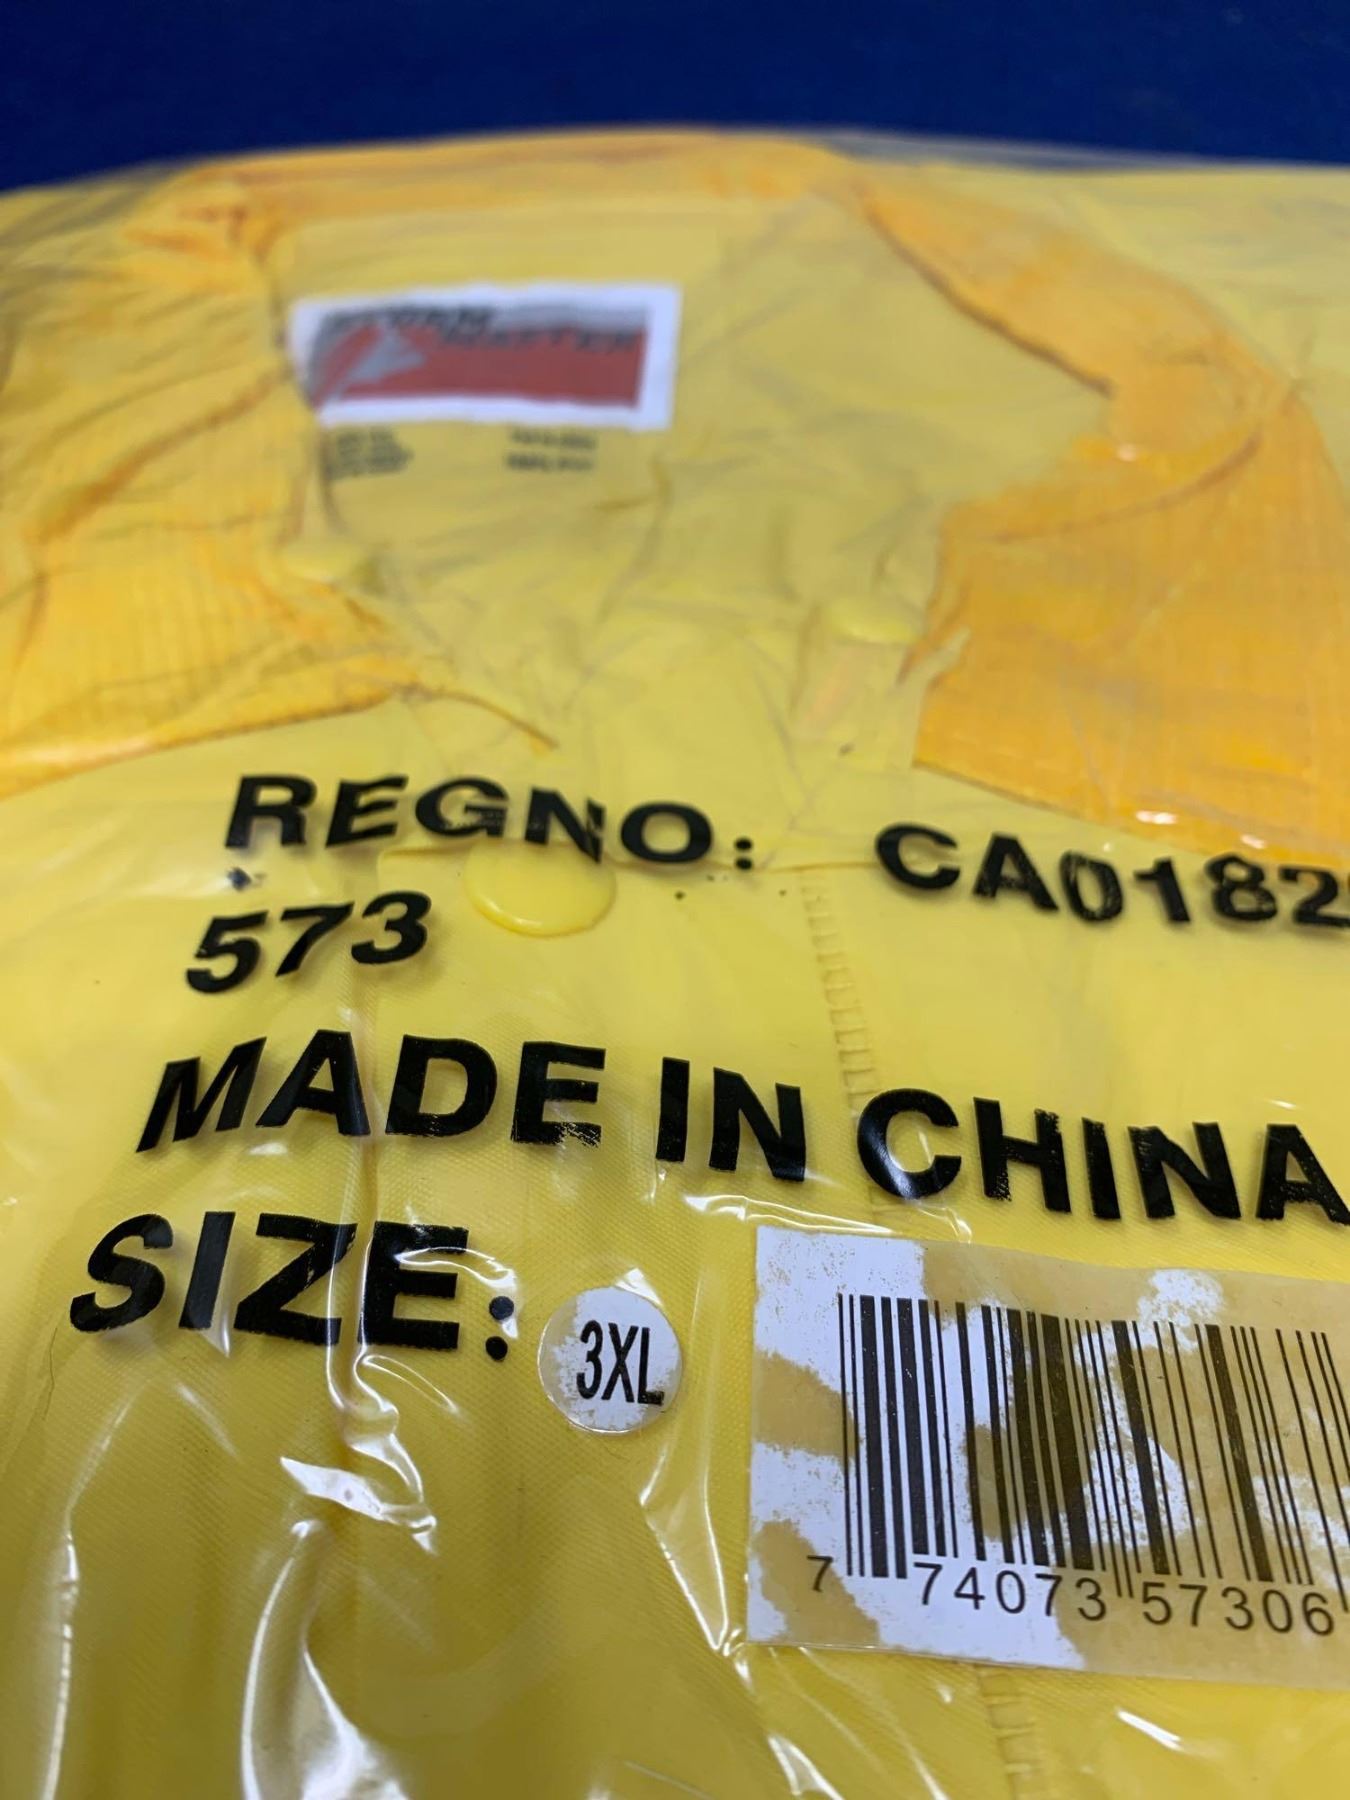 REGNO: CA0182
573
MADE IN CHINA
SIZE: 3XL
7 74073 57306